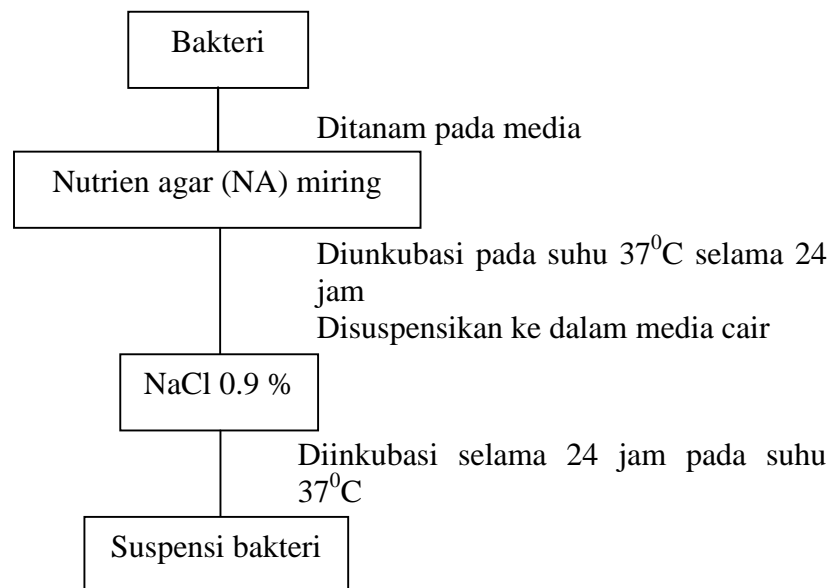 Bakteri
Ditanam pada media
Nutrien agar (NA) miring
Diunkubasi pada suhu 37⁰C selama 24
jam
Disuspensikan ke dalam media cair
NaCl 0.9 %
Diinkubasi selama 24 jam pada suhu
37⁰C
Suspensi bakteri